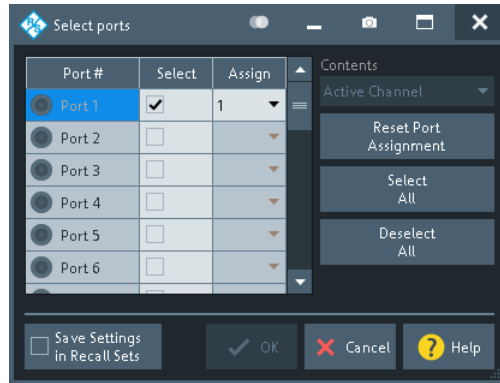 Select ports
Port # Select Assign
Port 1 1
Port 2
Port 3
Port 4
Port 5
Port 6
Contents
Active Channel
Reset Port
Assignment
Select
All
Deselect
All
Save Settings
in Recall Sets
OK
Cancel
Help